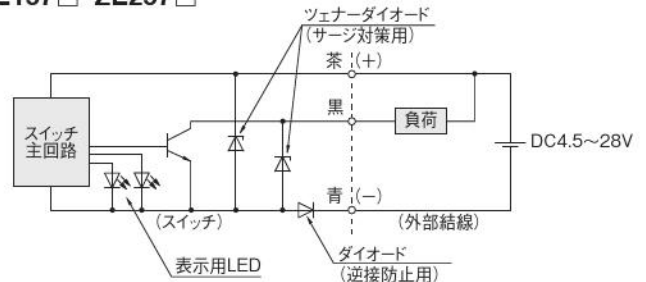 ツェナーダイオード
(サージ対策用)
茶 (+)
黒
スイッチ
主回路
負荷
DC4.5～28V
青 (−)
(スイッチ)
(外部結線)
表示用LED
ダイオード
(逆接防止用)